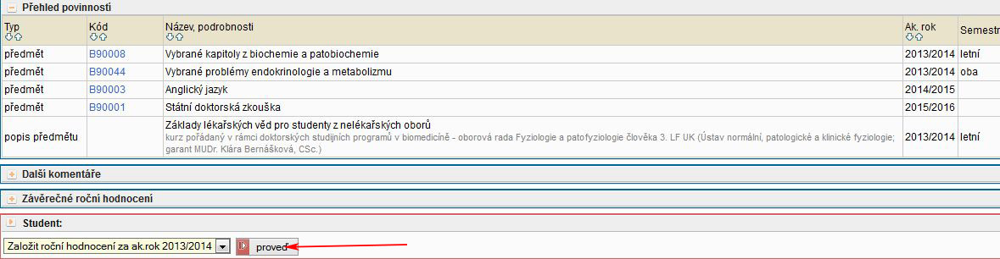 Přehled povinností
Typ Kód Název, podrobnosti Ak. rok Semestr
předmět B90008 Vybrané kapitoly z biochemie a patobiochemie 2013/2014 letní
předmět B90044 Vybrané problémy endokrinologie a metabolizmu 2013/2014 oba
předmět B90003 Anglický jazyk 2014/2015
předmět B90001 Státní doktorská zkouška 2015/2016
popis předmětu Základy lékařských věd pro studenty z nelékařských oborů 2013/2014 letní
kurz pořádaný v rámci doktorských studijních programů v biomedicíně - oborová rada Fyziologie a patofyziologie člověka 3. LF UK (Ústav normální, patologické a klinické fyziologie;
garant MUDr. Klára Bernášková, CSc.)
Další komentáře
Závěrečné roční hodnocení
Student:
Založit roční hodnocení za ak.rok 2013/2014 proveď